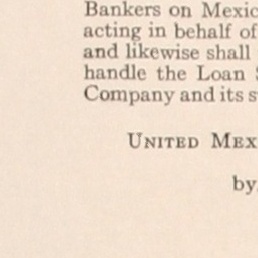 Bankers on Mexic
acting in behalf of
and likewise shall
handle the Loan
Company and its s
UNITED MEX
by